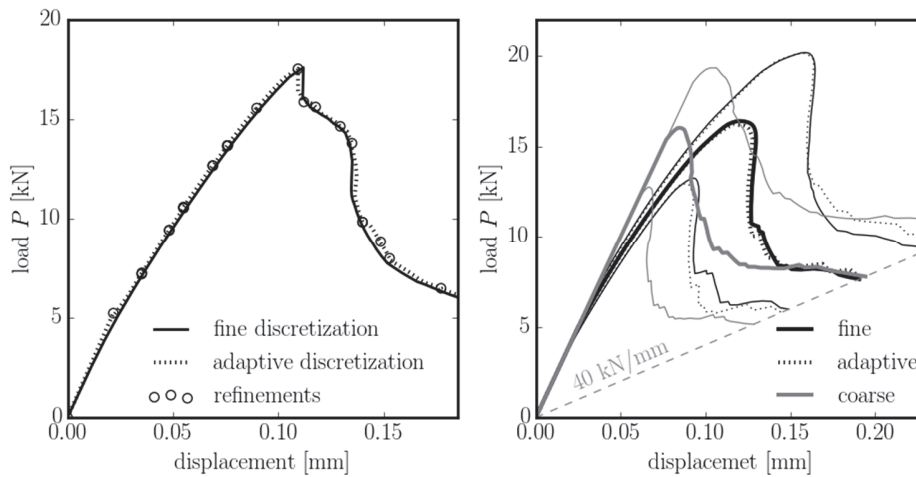 20
15
10
5
0
load P [kN]
0.00 0.05 0.10 0.15
displacement [mm]
fine discretization
adaptive discretization
refinements
20
15
10
5
0
load P [kN]
0.00 0.05 0.10 0.15 0.20
displacemet [mm]
40 kN/mm
fine
adaptive
coarse